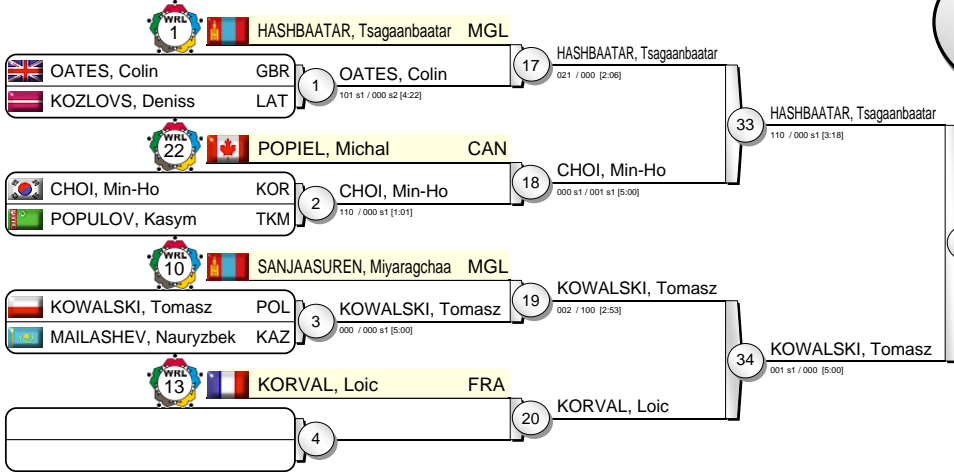 WRL
1
HASHBAATAR, Tsagaanbaatar MGL
OATES, Colin GBR
KOZLOVS, Deniss LAT
1
OATES, Colin
101 s1 / 000 s2 [4:22]
17
HASHBAATAR, Tsagaanbaatar
021 / 000 [2:06]
WRL
22
POPIEL, Michal CAN
CHOI, Min-Ho KOR
POPULOV, Kasym TKM
2
CHOI, Min-Ho
110 / 000 s1 [1:01]
18
CHOI, Min-Ho
000 s1 / 001 s1 [5:00]
33
HASHBAATAR, Tsagaanbaatar
110 / 000 s1 [3:18]
WRL
10
SANJAASUREN, Miyaragchaa MGL
KOWALSKI, Tomasz POL
MAILASHEV, Nauryzbek KAZ
3
KOWALSKI, Tomasz
000 / 000 s1 [5:00]
19
KOWALSKI, Tomasz
002 / 100 [2:53]
WRL
13
KORVAL, Loic FRA
4
20
KORVAL, Loic
34
KOWALSKI, Tomasz
001 s1 / 000 [5:00]